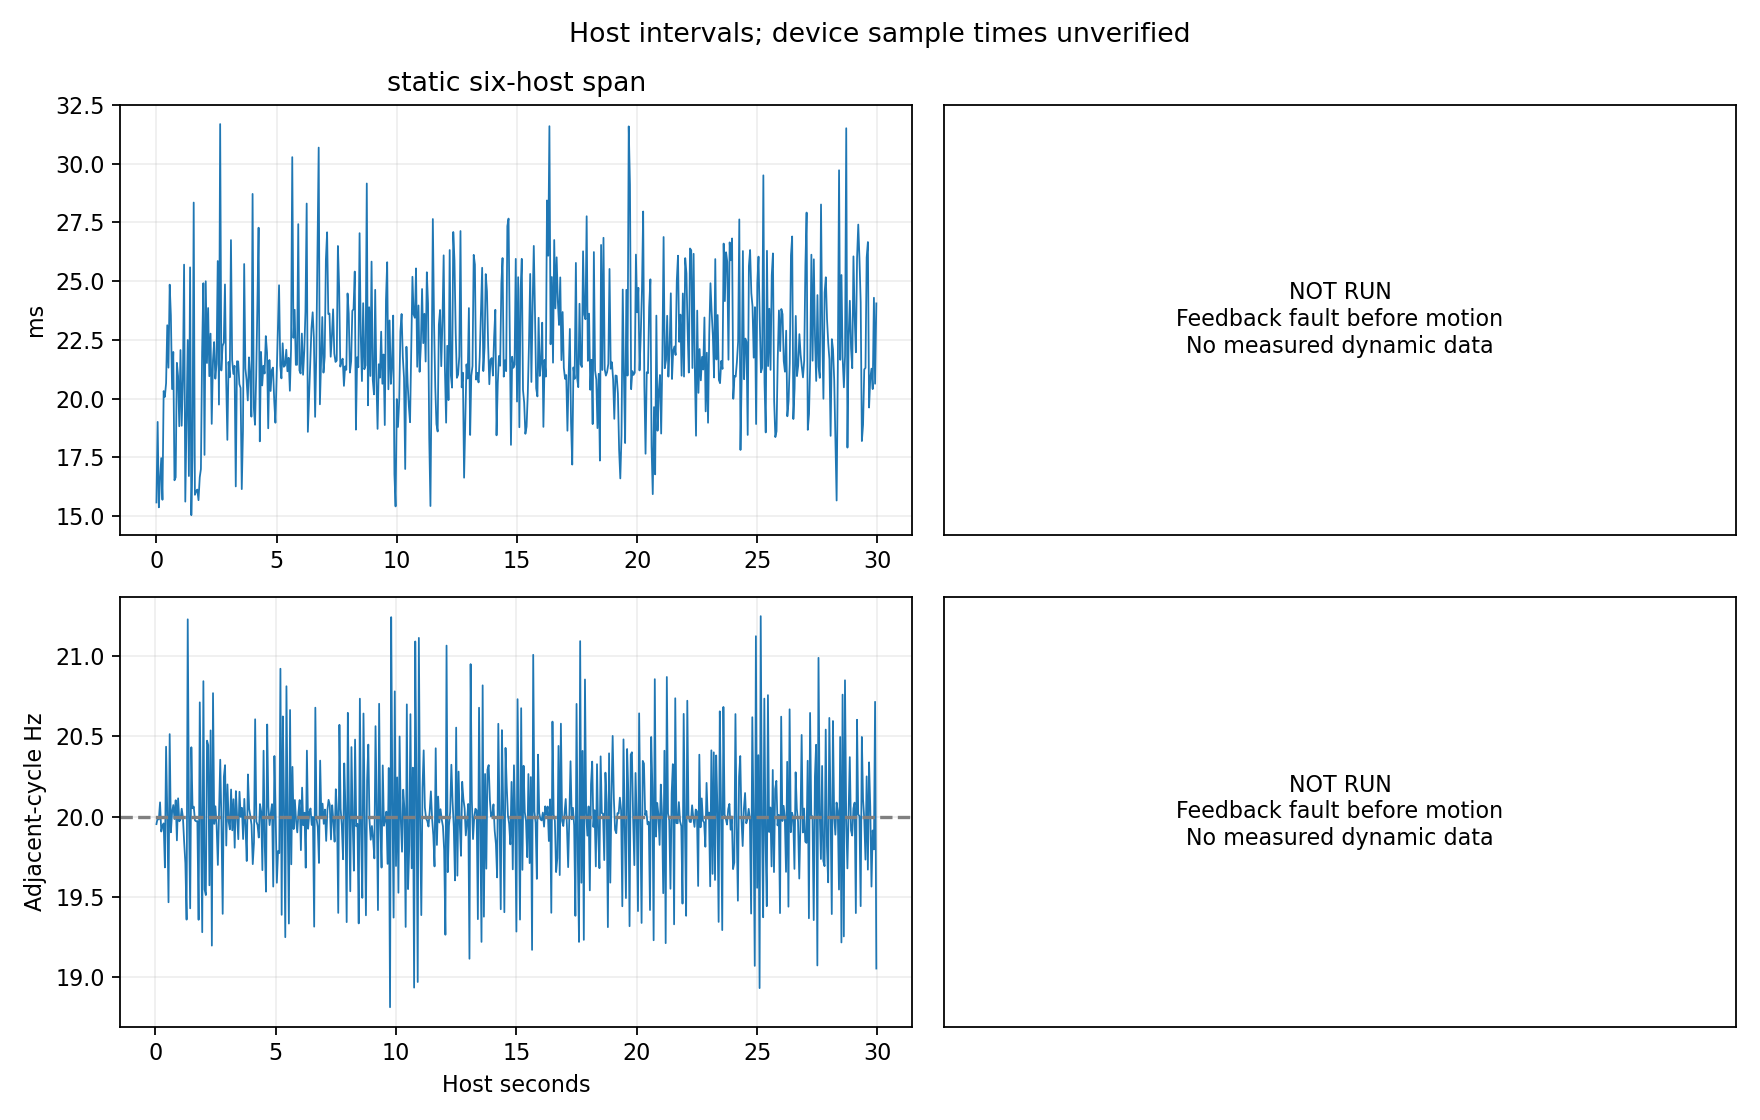 Host intervals; device sample times unverified
static six-host span
32.5
30.0
27.5
25.0
22.5
20.0
17.5
15.0
ms
0 5 10 15 20 25 30
NOT RUN
Feedback fault before motion
No measured dynamic data
21.0
20.5
20.0
19.5
19.0
Adjacent-cycle Hz
0 5 10 15 20 25 30
Host seconds
NOT RUN
Feedback fault before motion
No measured dynamic data